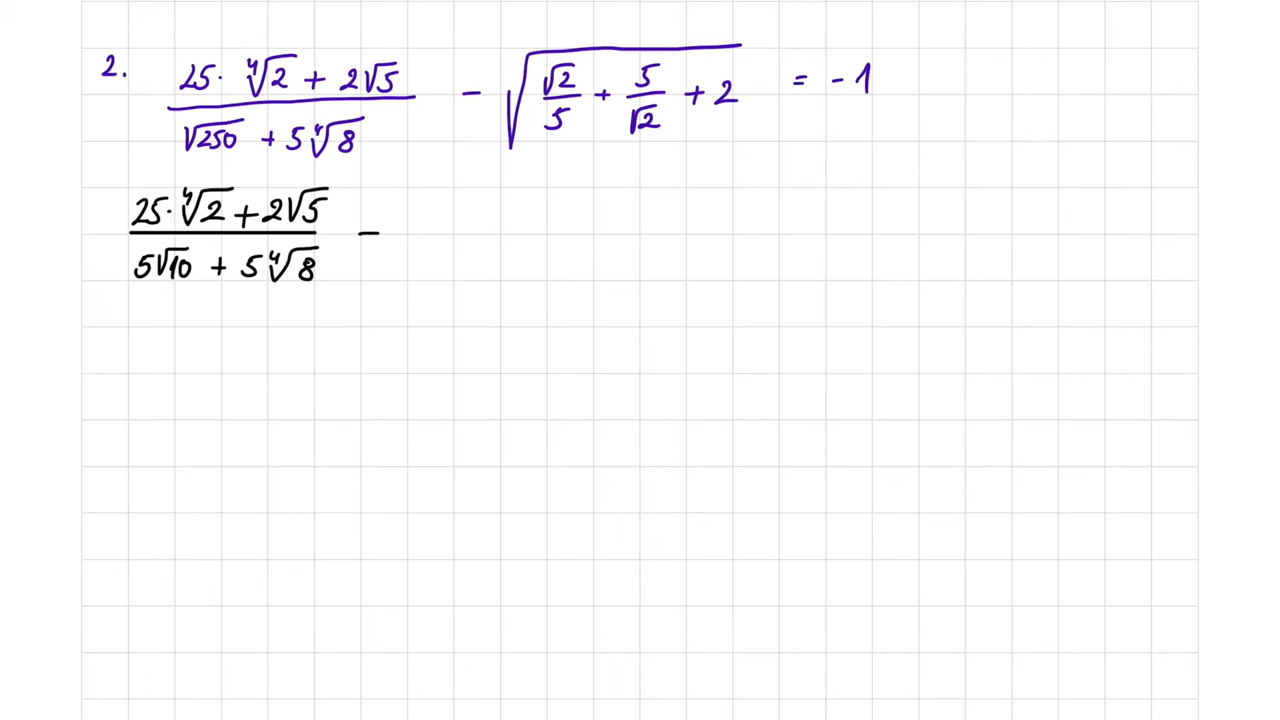 2. (25·∜2 + 2√5)/(√250 + 5∜8) − √(√2/5 + 5/√2 + 2) = -1
(25·∜2 + 2√5)/(5√10 + 5∜8) −